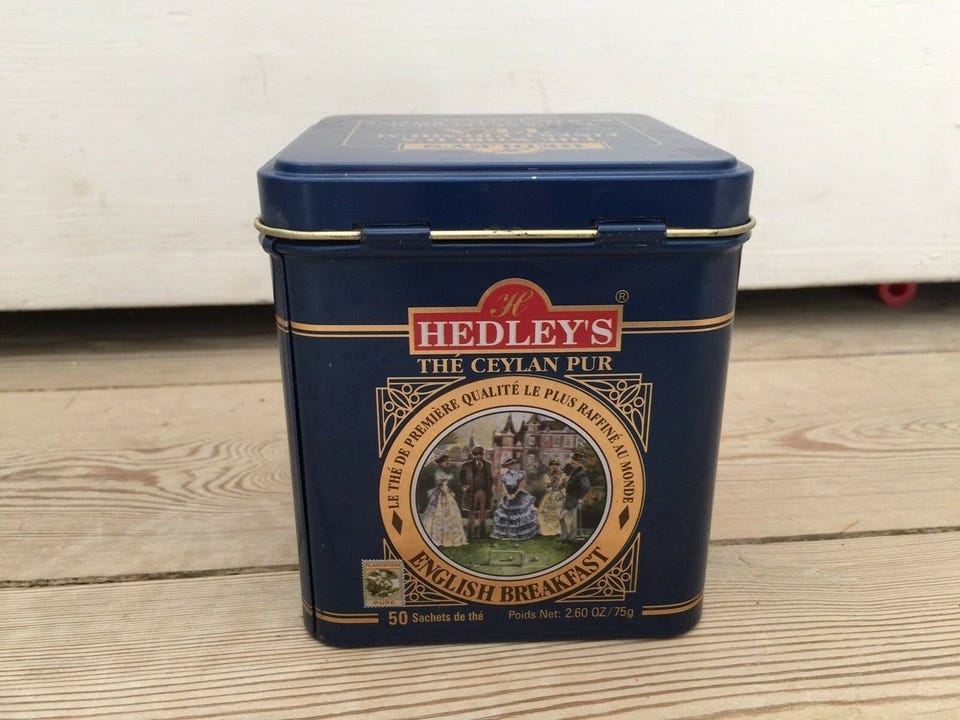 HEDLEY'S
H
®
HEDLEY'S
THÉ CEYLAN PUR
LE THÉ DE PREMIÈRE QUALITÉ LE PLUS RAFFINÉ AU MONDE
ENGLISH BREAKFAST
PLANTATION
PURE
50 Sachets de thé
Poids Net: 2.60 OZ/75g